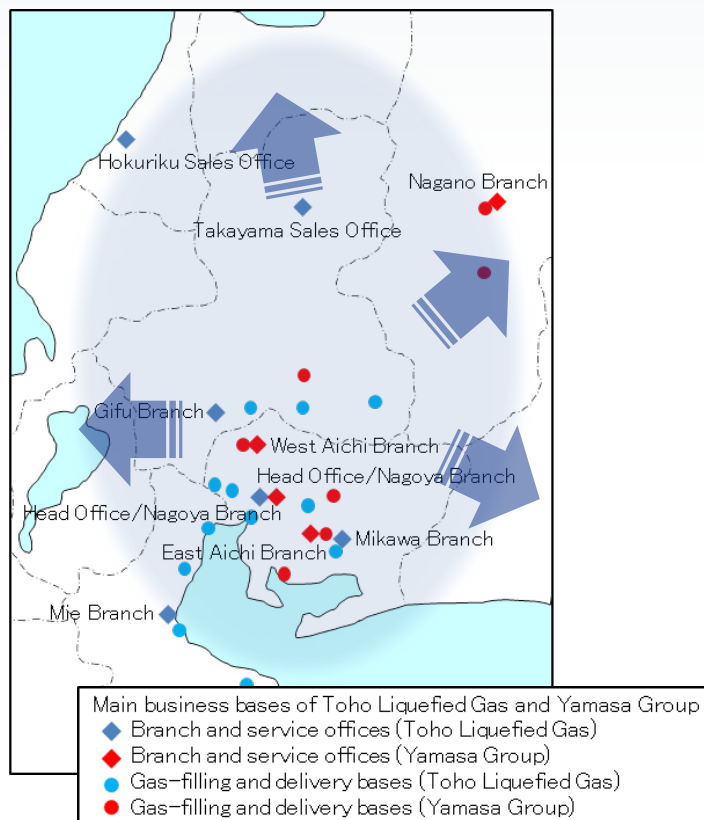 Hokuriku Sales Office
Nagano Branch
Takayama Sales Office
Gifu Branch
West Aichi Branch
Head Office/Nagoya Branch
Head Office/Nagoya Branch
East Aichi Branch
Mikawa Branch
Mie Branch
Main business bases of Toho Liquefied Gas and Yamasa Group
Branch and service offices (Toho Liquefied Gas)
Branch and service offices (Yamasa Group)
Gas-filling and delivery bases (Toho Liquefied Gas)
Gas-filling and delivery bases (Yamasa Group)